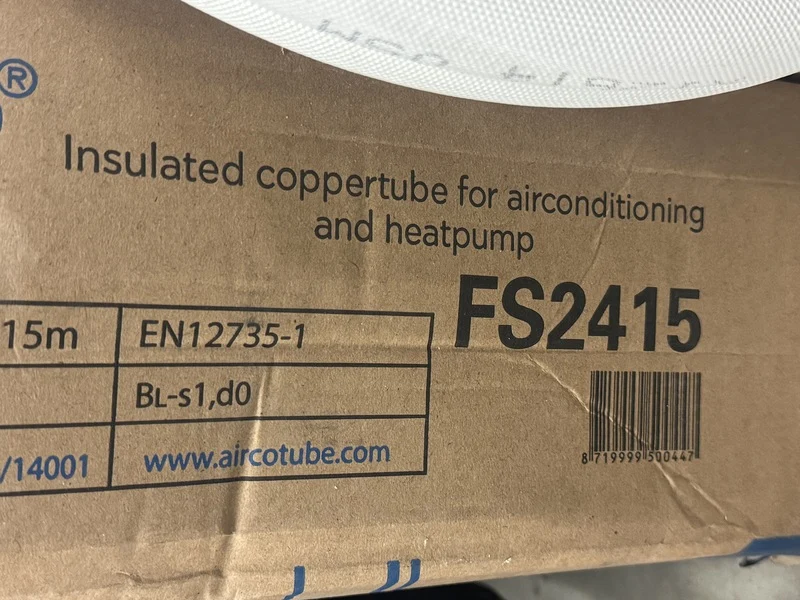 ®
Insulated coppertube for airconditioning
and heatpump
FS2415
15m
EN12735-1
BL-s1,d0
/14001
www.aircotube.com
8 719999 500447